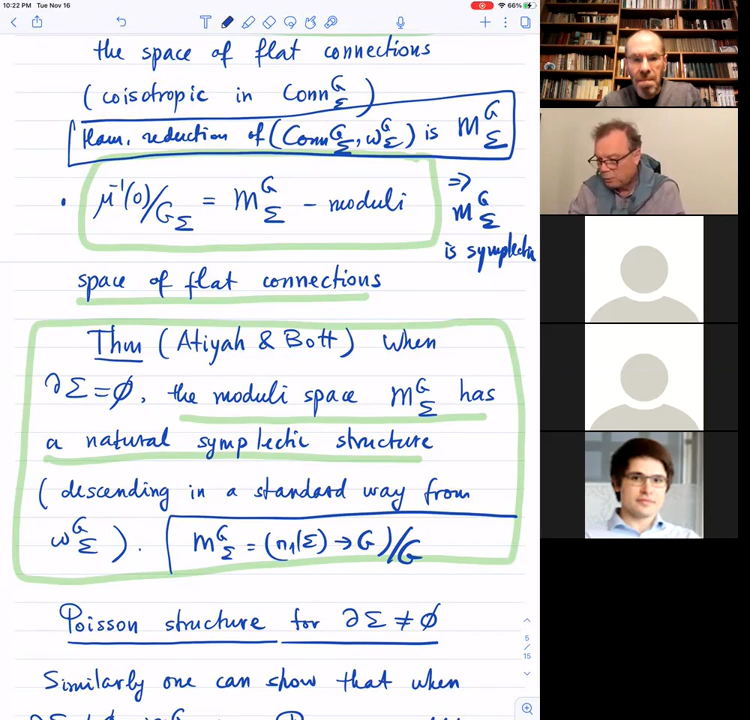 10:22 PM Tue Nov 16
66%
the space of flat connections
(coisotropic in Conn^G_Σ)
Ham. reduction of (Conn^G_Σ, ω^G_Σ) is M^G_Σ
• μ^{-1}(0)/G_Σ = M^G_Σ – moduli
⇒ M^G_Σ
is symplectic
space of flat connections
Thm (Atiyah & Bott) When
∂Σ = ∅, the moduli space M^G_Σ has
a natural symplectic structure
(descending in a standard way from
ω^G_Σ). M^G_Σ = (π_1(Σ) → G)/G
Poisson structure for ∂Σ ≠ ∅
5
/
15
Similarly one can show that when